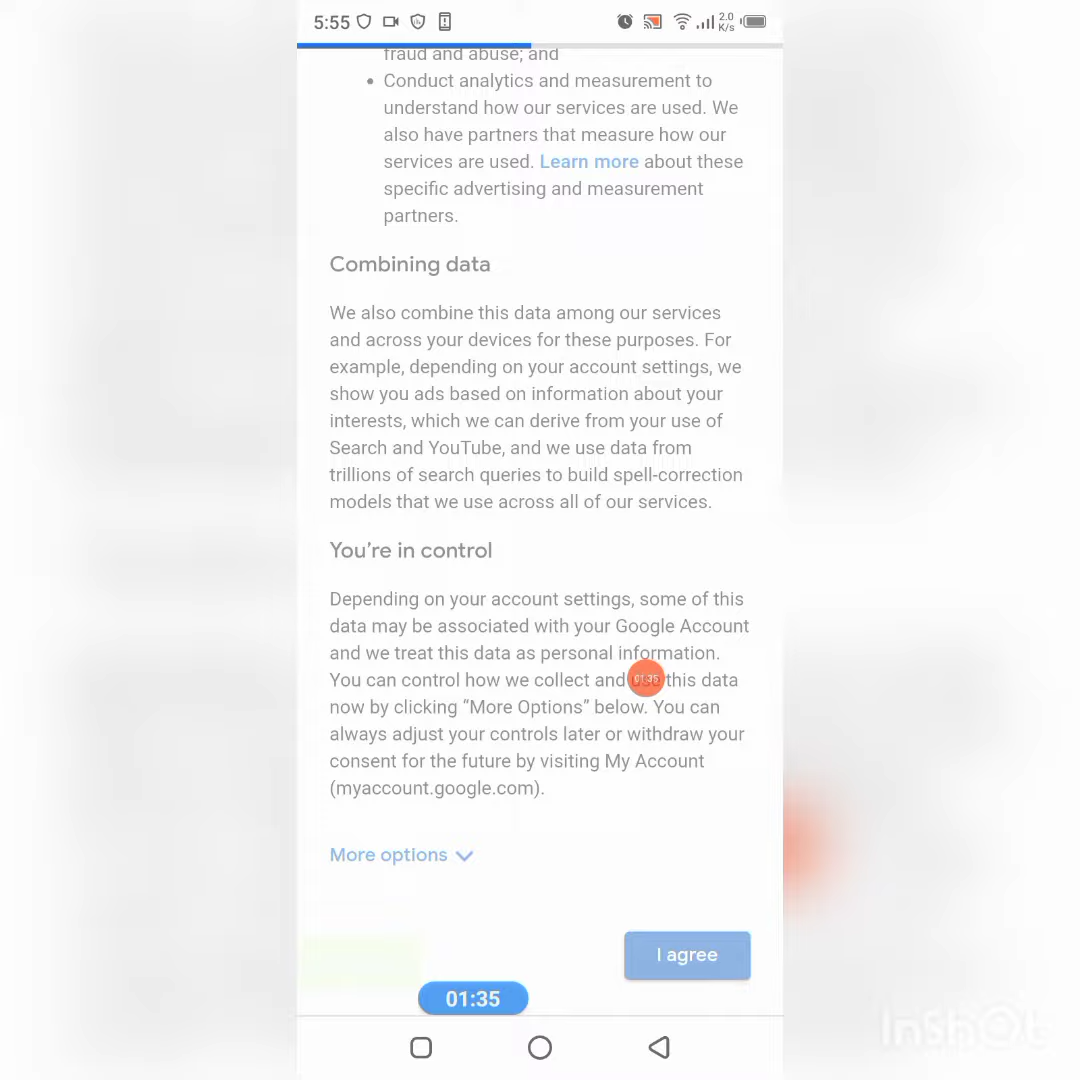 5:55
2.0
K/s
fraud and abuse; and
• Conduct analytics and measurement to
understand how our services are used. We
also have partners that measure how our
services are used. Learn more about these
specific advertising and measurement
partners.
Combining data
We also combine this data among our services
and across your devices for these purposes. For
example, depending on your account settings, we
show you ads based on information about your
interests, which we can derive from your use of
Search and YouTube, and we use data from
trillions of search queries to build spell-correction
models that we use across all of our services.
You're in control
Depending on your account settings, some of this
data may be associated with your Google Account
and we treat this data as personal information.
You can control how we collect and use this data
01:35
now by clicking “More Options” below. You can
always adjust your controls later or withdraw your
consent for the future by visiting My Account
(myaccount.google.com).
More options
I agree
01:35
InShOt